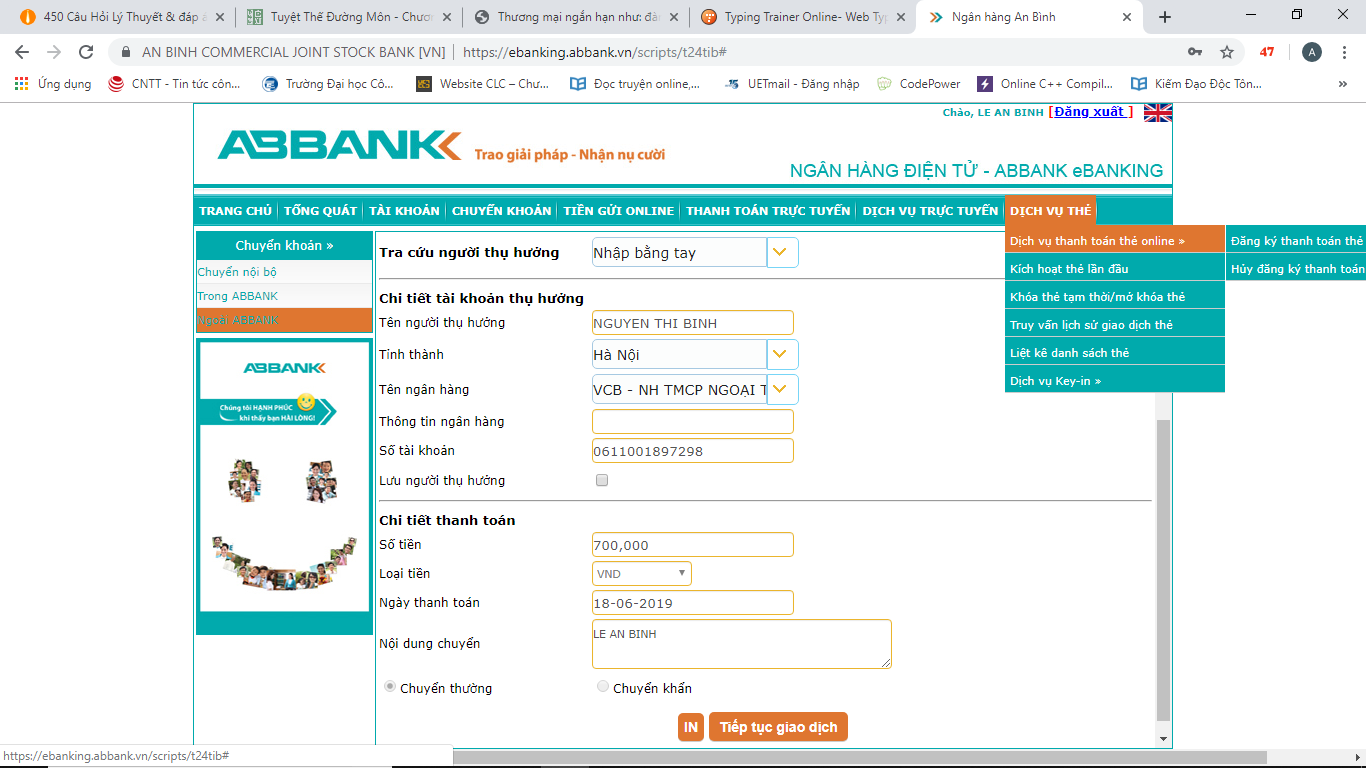 450 Câu Hỏi Lý Thuyết & đáp á
Tuyệt Thế Đường Môn - Chươn
Thương mại ngắn hạn như: đàn
Typing Trainer Online- Web Typ
Ngân hàng An Bình
AN BINH COMMERCIAL JOINT STOCK BANK [VN]
https://ebanking.abbank.vn/scripts/t24tib#
47
A
Ứng dụng
CNTT - Tin tức côn...
Trường Đại học Cô...
Website CLC – Chư...
Đọc truyện online,...
UETmail - Đăng nhập
CodePower
Online C++ Compil...
Kiếm Đạo Độc Tôn...
»
Chào, LE AN BINH [Đăng xuất ]
ABBANK
Trao giải pháp - Nhận nụ cười
NGÂN HÀNG ĐIỆN TỬ - ABBANK eBANKING
TRANG CHỦ
TỔNG QUÁT
TÀI KHOẢN
CHUYỂN KHOẢN
TIỀN GỬI ONLINE
THANH TOÁN TRỰC TUYẾN
DỊCH VỤ TRỰC TUYẾN
DỊCH VỤ THẺ
Dịch vụ thanh toán thẻ online »
Kích hoạt thẻ lần đầu
Khóa thẻ tạm thời/mở khóa thẻ
Truy vấn lịch sử giao dịch thẻ
Liệt kê danh sách thẻ
Dịch vụ Key-in »
Đăng ký thanh toán thẻ
Hủy đăng ký thanh toán
Chuyển khoản »
Chuyển nội bộ
Trong ABBANK
Ngoài ABBANK
ABBANK
Chúng tôi HẠNH PHÚC
khi thấy bạn HÀI LÒNG!
Tra cứu người thụ hưởng
Nhập bằng tay
Chi tiết tài khoản thụ hưởng
Tên người thụ hưởng
NGUYEN THI BINH
Tỉnh thành
Hà Nội
Tên ngân hàng
VCB - NH TMCP NGOẠI T
Thông tin ngân hàng
Số tài khoản
0611001897298
Lưu người thụ hưởng
Chi tiết thanh toán
Số tiền
700,000
Loại tiền
VND
Ngày thanh toán
18-06-2019
Nội dung chuyển
LE AN BINH
Chuyển thường
Chuyển khẩn
IN
Tiếp tục giao dịch
https://ebanking.abbank.vn/scripts/t24tib#